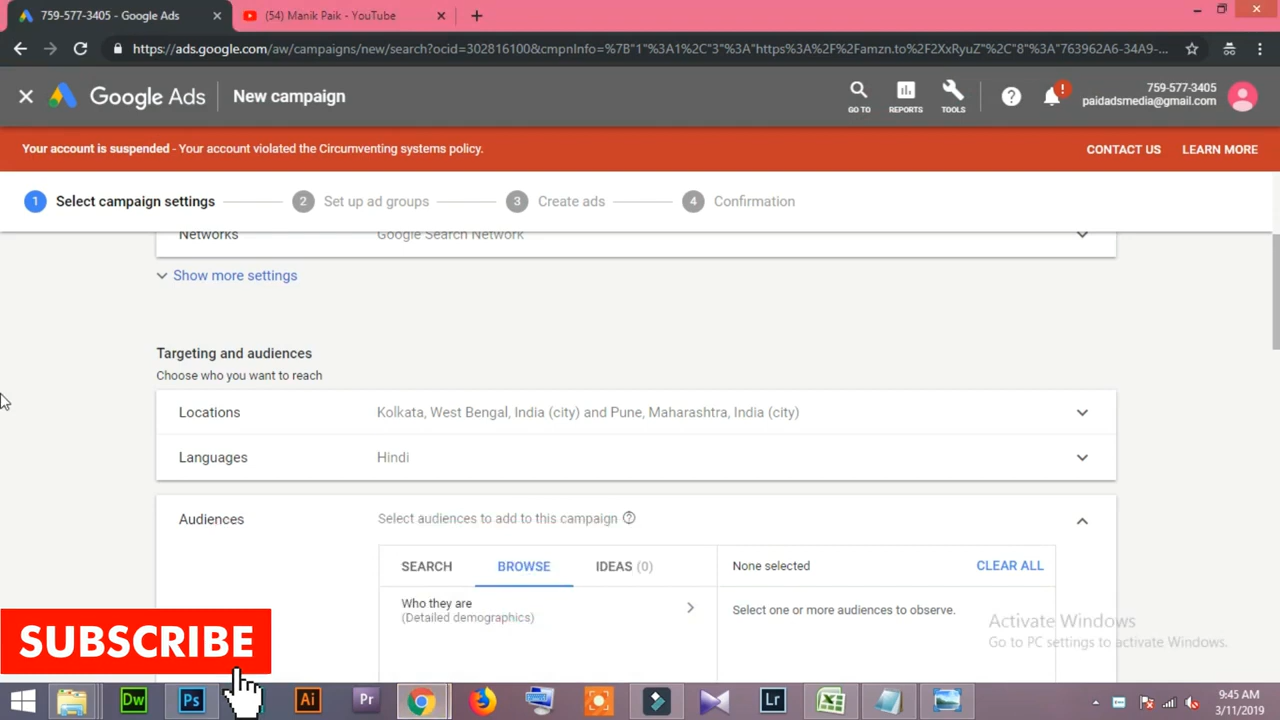 759-577-3405 - Google Ads
(54) Manik Paik - YouTube
https://ads.google.com/aw/campaigns/new/search?ocid=302816100&cmpnInfo=%7B"1"%3A1%2C"3"%3A"https%3A%2F%2Famzn.to%2F2XxRyuZ"%2C"8"%3A"763962A6-34A9-...
Google Ads
New campaign
GO TO
REPORTS
TOOLS
759-577-3405
paidadsmedia@gmail.com
Your account is suspended - Your account violated the Circumventing systems policy.
CONTACT US
LEARN MORE
1 Select campaign settings
2 Set up ad groups
3 Create ads
4 Confirmation
Networks
Google Search Network
Show more settings
Targeting and audiences
Choose who you want to reach
Locations
Kolkata, West Bengal, India (city) and Pune, Maharashtra, India (city)
Languages
Hindi
Audiences
Select audiences to add to this campaign
SEARCH
BROWSE
IDEAS (0)
None selected
CLEAR ALL
Who they are
(Detailed demographics)
Select one or more audiences to observe.
Activate Windows
Go to PC settings to activate Windows.
SUBSCRIBE
Dw
Ps
Ai
Pr
Lr
9:45 AM
3/11/2019